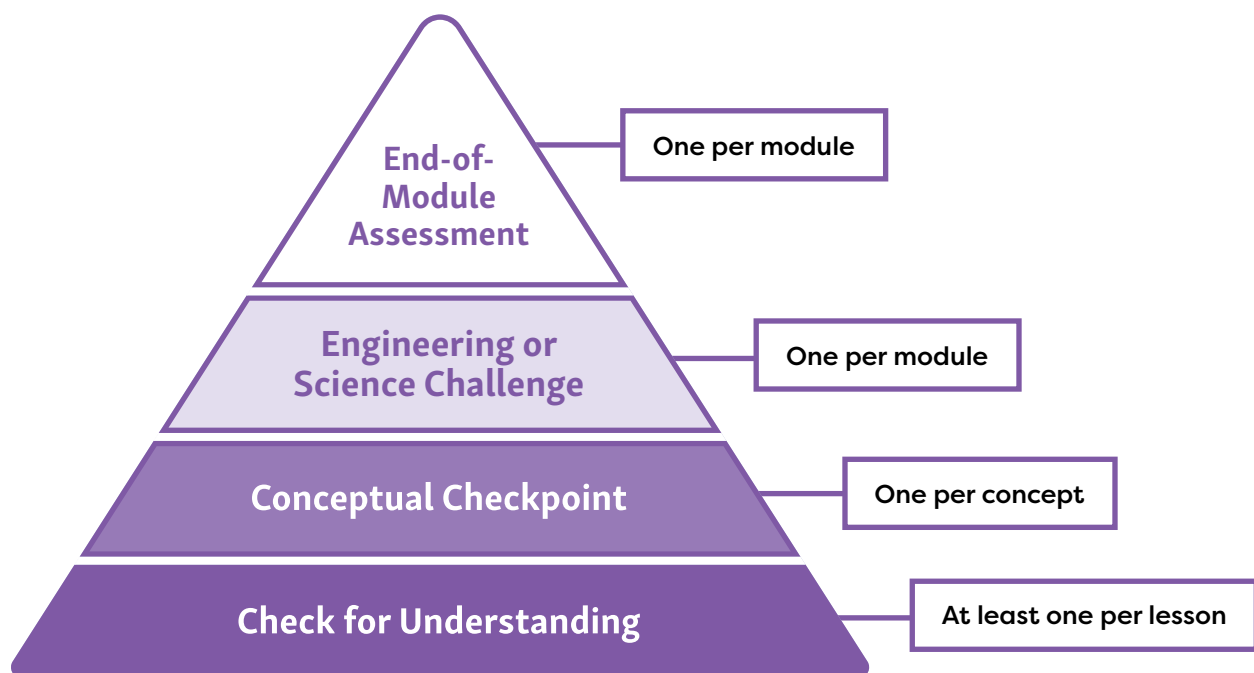 End-of-
Module
Assessment
One per module
Engineering or
Science Challenge
One per module
Conceptual Checkpoint
One per concept
Check for Understanding
At least one per lesson